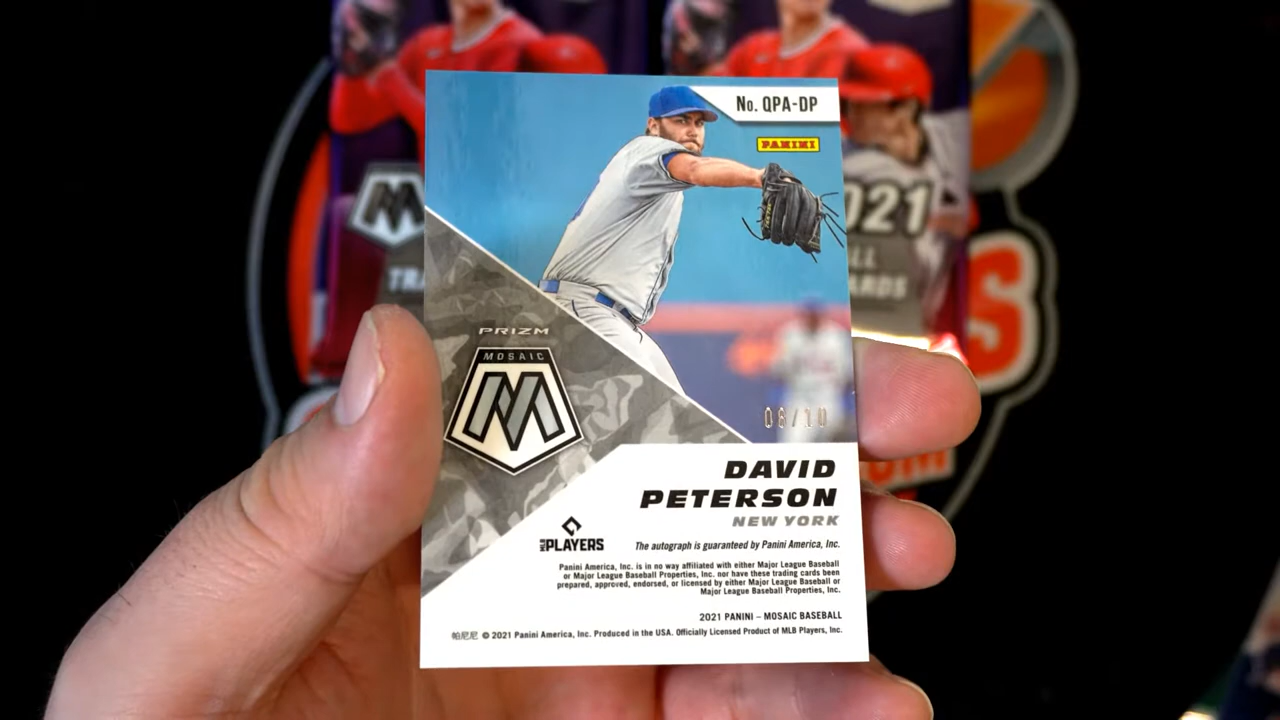 No. QPA-DP
PANINI
021
PRIZM
MOSAIC
M
08/10
DAVID
PETERSON
NEW YORK
MLB PLAYERS
The autograph is guaranteed by Panini America, Inc.
Panini America, Inc. is in no way affiliated with either Major League Baseball
or Major League Baseball Properties, Inc. nor have these trading cards been
prepared, approved, endorsed, or licensed by either Major League Baseball or
Major League Baseball Properties, Inc.
2021 PANINI – MOSAIC BASEBALL
帕尼尼 © 2021 Panini America, Inc. Produced in the USA. Officially Licensed Product of MLB Players, Inc.